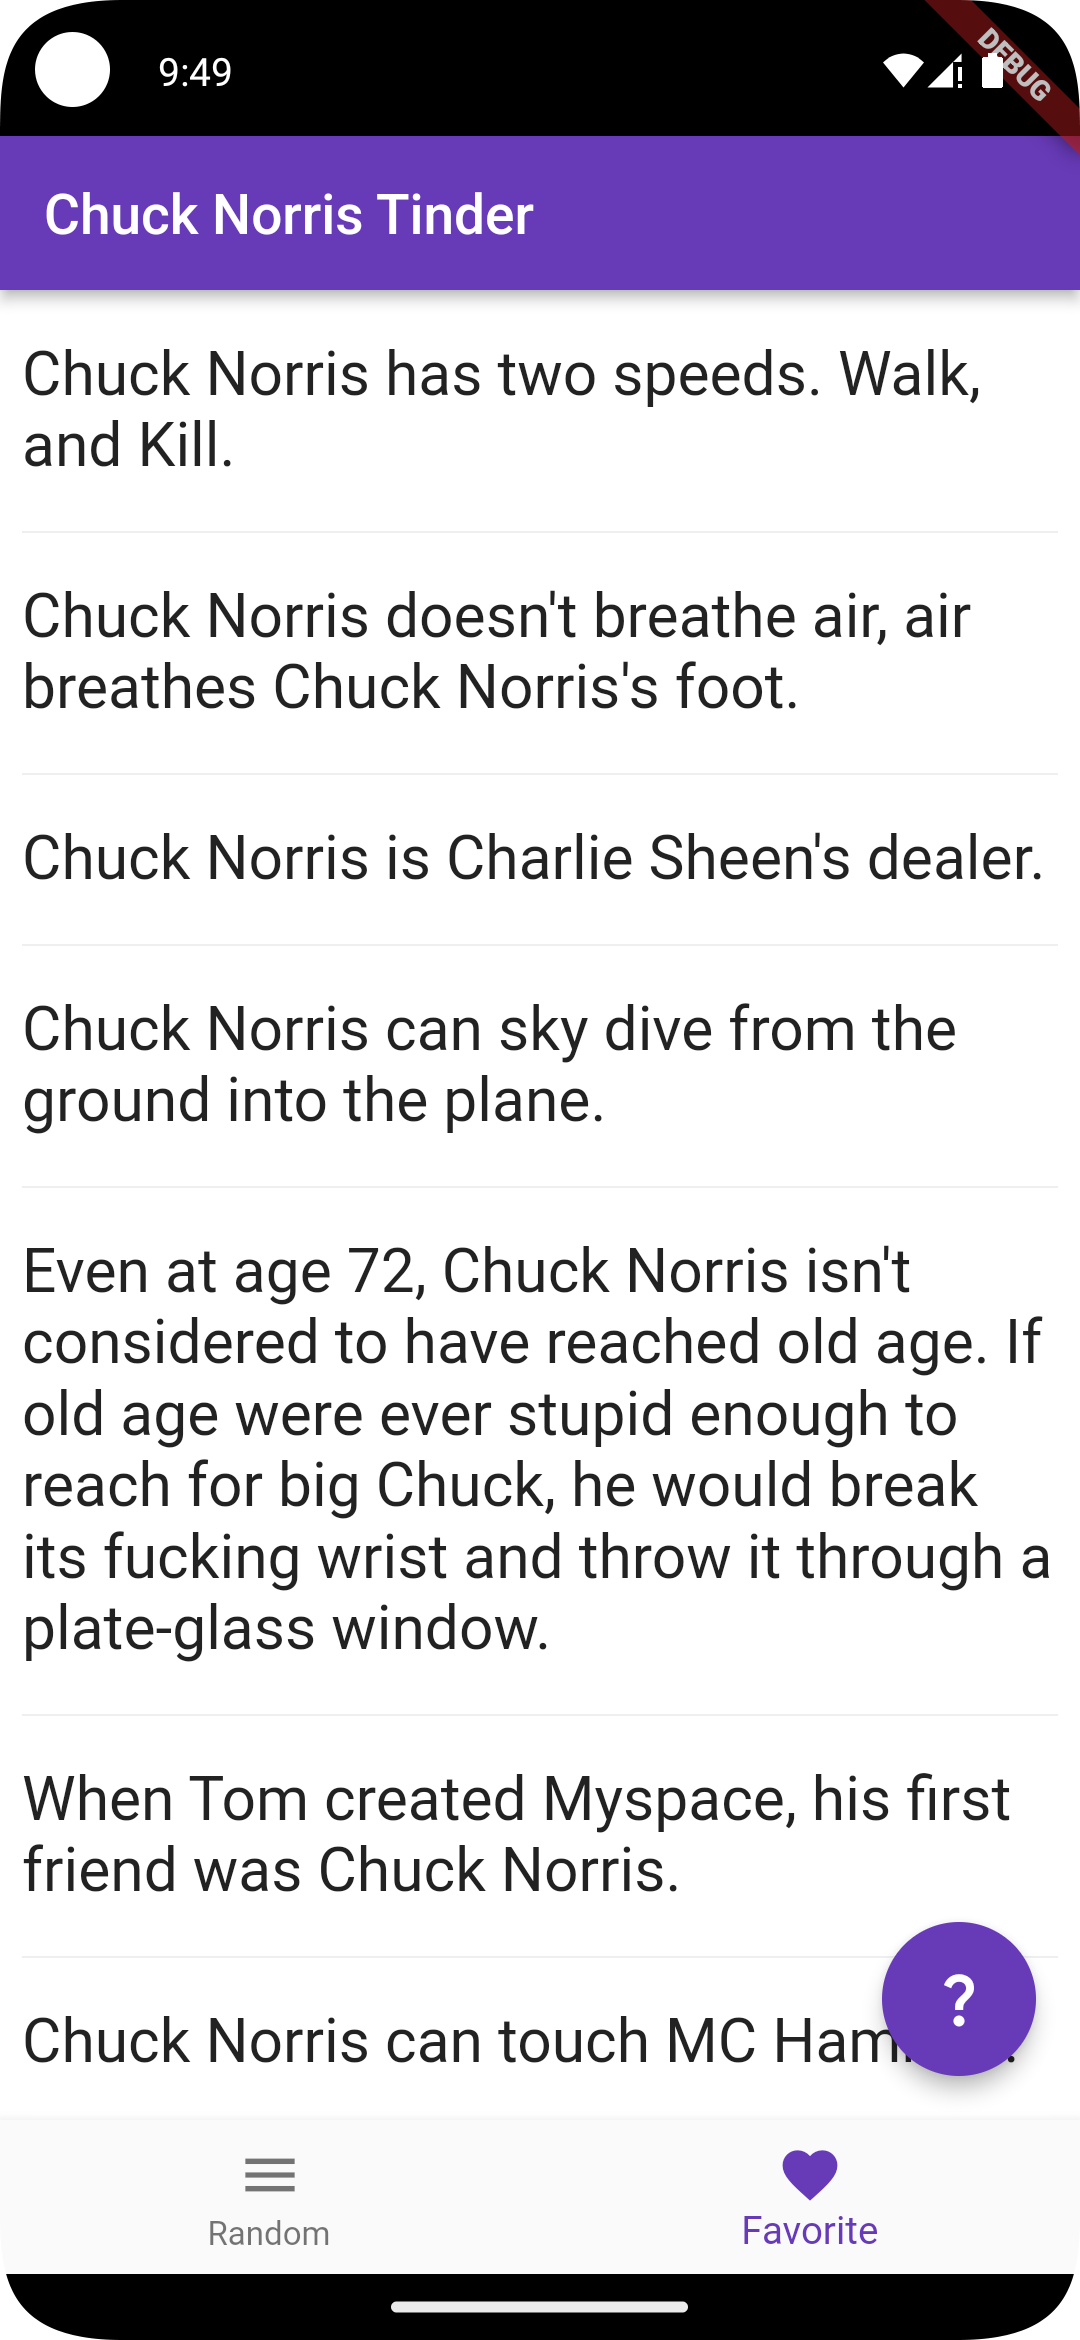 9:49
DEBUG
Chuck Norris Tinder
Chuck Norris has two speeds. Walk,
and Kill.
Chuck Norris doesn't breathe air, air
breathes Chuck Norris's foot.
Chuck Norris is Charlie Sheen's dealer.
Chuck Norris can sky dive from the
ground into the plane.
Even at age 72, Chuck Norris isn't
considered to have reached old age. If
old age were ever stupid enough to
reach for big Chuck, he would break
its fucking wrist and throw it through a
plate-glass window.
When Tom created Myspace, his first
friend was Chuck Norris.
Chuck Norris can touch MC
?
Random
Favorite